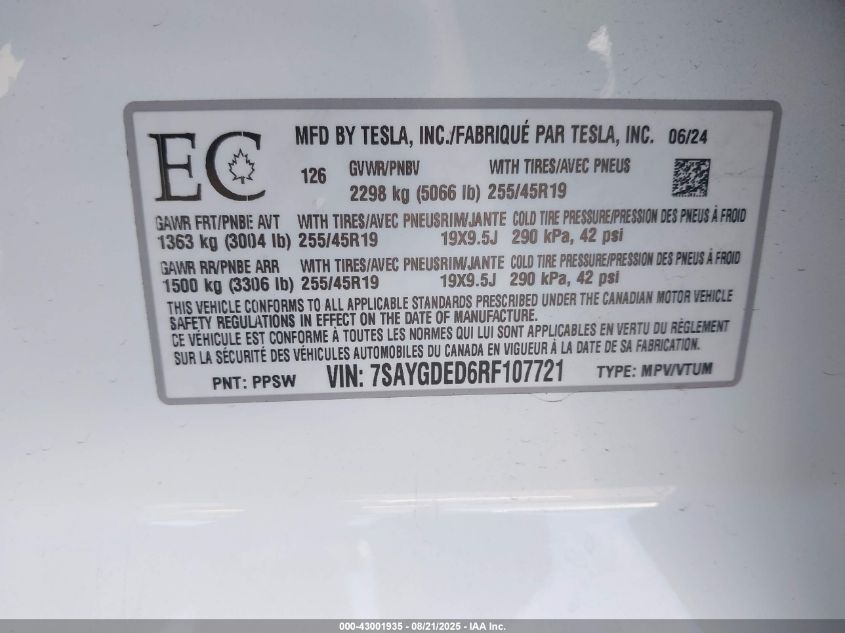 EC
MFD BY TESLA, INC./FABRIQUÉ PAR TESLA, INC. 06/24
126 GVWR/PNBV WITH TIRES/AVEC PNEUS
2298 kg (5066 lb) 255/45R19
GAWR FRT/PNBE AVT WITH TIRES/AVEC PNEUS RIM/JANTE COLD TIRE PRESSURE/PRESSION DES PNEUS À FROID
1363 kg (3004 lb) 255/45R19 19X9.5J 290 kPa, 42 psi
GAWR RR/PNBE ARR WITH TIRES/AVEC PNEUS RIM/JANTE COLD TIRE PRESSURE/PRESSION DES PNEUS À FROID
1500 kg (3306 lb) 255/45R19 19X9.5J 290 kPa, 42 psi
THIS VEHICLE CONFORMS TO ALL APPLICABLE STANDARDS PRESCRIBED UNDER THE CANADIAN MOTOR VEHICLE
SAFETY REGULATIONS IN EFFECT ON THE DATE OF MANUFACTURE.
CE VÉHICULE EST CONFORME À TOUTES LES NORMES QUI LUI SONT APPLICABLES EN VERTU DU RÈGLEMENT
SUR LA SÉCURITÉ DES VÉHICULES AUTOMOBILES DU CANADA EN VIGUEUR À LA DATE DE SA FABRICATION.
PNT: PPSW VIN: 7SAYGDED6RF107721 TYPE: MPV/VTUM
000-43001935 - 08/21/2025 - IAA Inc.